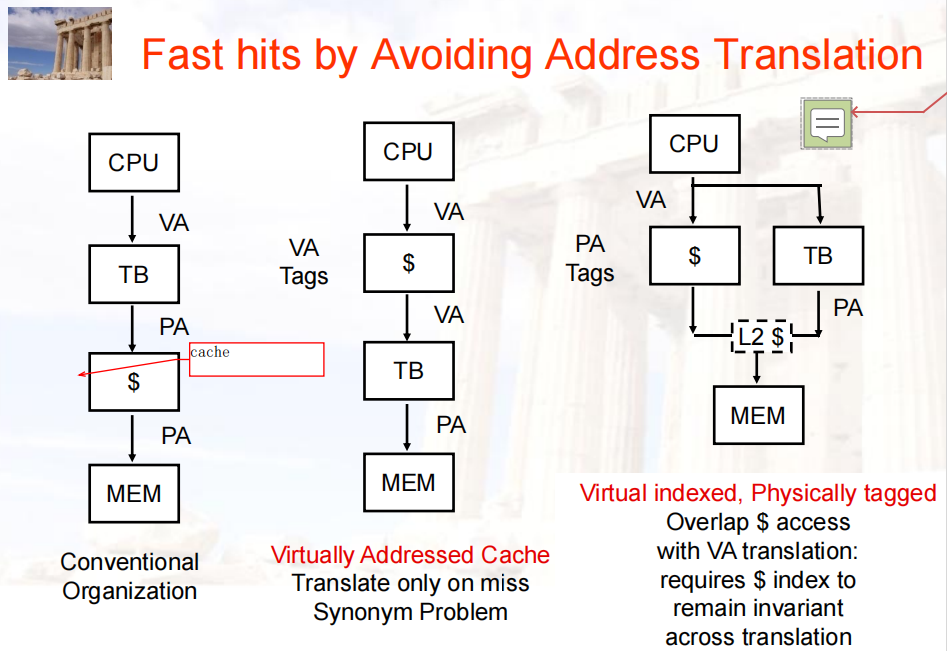 Fast hits by Avoiding Address Translation
CPU
VA
TB
PA
$
cache
PA
MEM
Conventional
Organization
CPU
VA
VA
Tags
$
VA
TB
PA
MEM
Virtually Addressed Cache
Translate only on miss
Synonym Problem
CPU
VA
PA
Tags
$
TB
PA
L2 $
MEM
Virtual indexed, Physically tagged
Overlap $ access
with VA translation:
requires $ index to
remain invariant
across translation